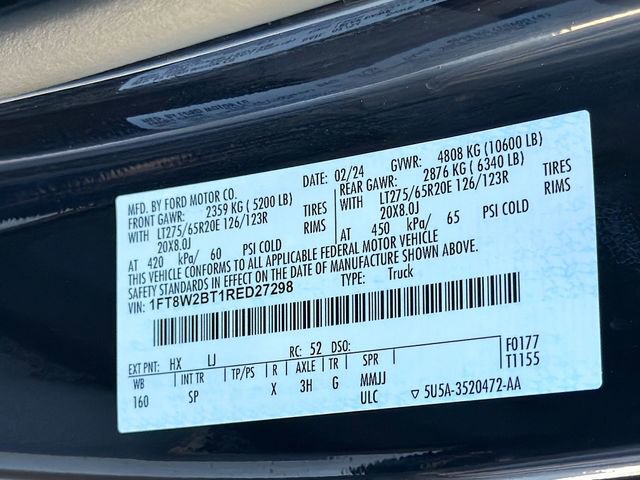 MFD. BY FORD MOTOR CO.
DATE: 02/24
GVWR: 4808 KG (10600 LB)
FRONT GAWR: 2359 KG (5200 LB)
REAR GAWR: 2876 KG (6340 LB)
WITH LT275/65R20E 126/123R TIRES
WITH LT275/65R20E 126/123R TIRES
20X8.0J RIMS
20X8.0J RIMS
AT 420 kPa/ 60 PSI COLD
AT 450 kPa/ 65 PSI COLD
THIS VEHICLE CONFORMS TO ALL APPLICABLE FEDERAL MOTOR VEHICLE
SAFETY STANDARDS IN EFFECT ON THE DATE OF MANUFACTURE SHOWN ABOVE.
VIN: 1FT8W2BT1RED27298
TYPE: Truck
EXT PNT: HX UJ RC: 52 DSO:
F0177
WB INT TR TP/PS R AXLE TR SPR
T1155
160 SP X 3H G MMJJ
ULC
5U5A-3520472-AA